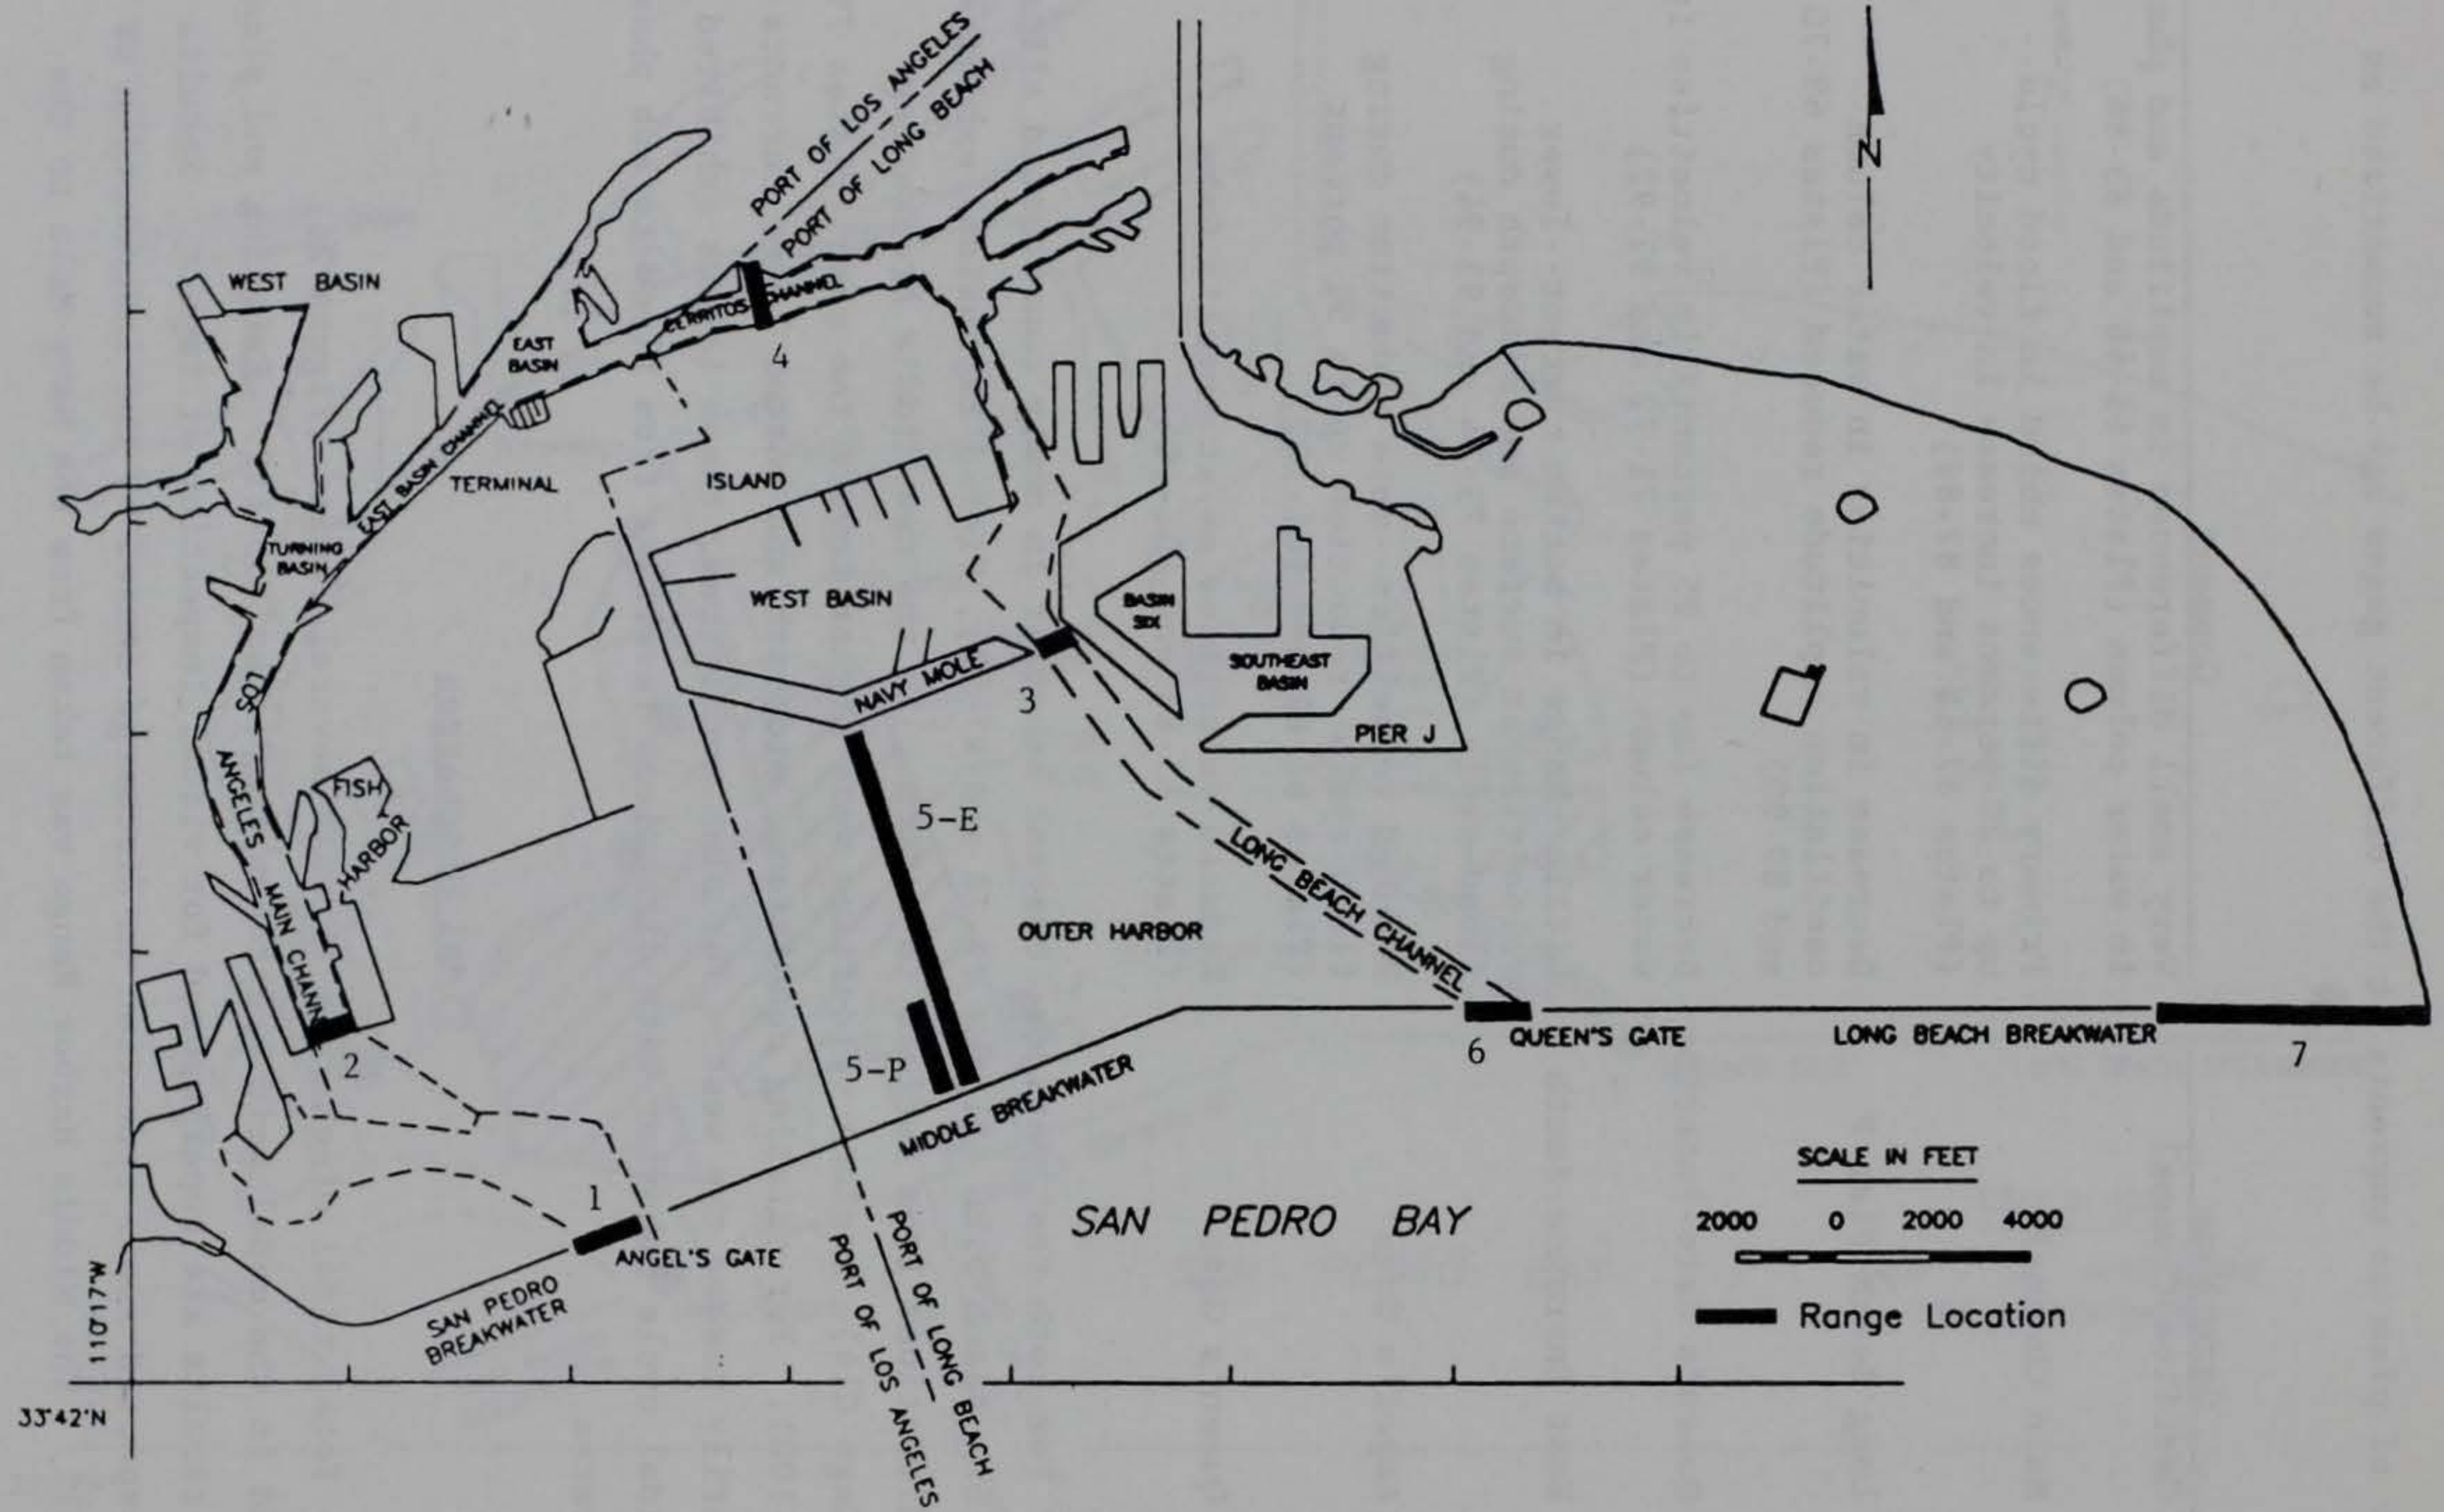 PORT OF LOS ANGELES
PORT OF LONG BEACH
N
WEST BASIN
EAST
BASIN
CERRITOS CHANNEL
4
EAST BASIN CHANNEL
TERMINAL
ISLAND
TURNING
BASIN
WEST BASIN
BASIN
SIX
SOUTHEAST
BASIN
NAVY MOLE
3
PIER J
LOS
ANGELES
MAIN CHANN
FISH
HARBOR
5-E
LONG BEACH CHANNEL
OUTER HARBOR
2
5-P
MIDDLE BREAKWATER
6
QUEEN'S GATE
LONG BEACH BREAKWATER
7
1
ANGEL'S GATE
SAN PEDRO
BREAKWATER
SAN PEDRO BAY
PORT OF LONG BEACH
PORT OF LOS ANGELES
SCALE IN FEET
2000 0 2000 4000
Range Location
110°17'W
33°42'N